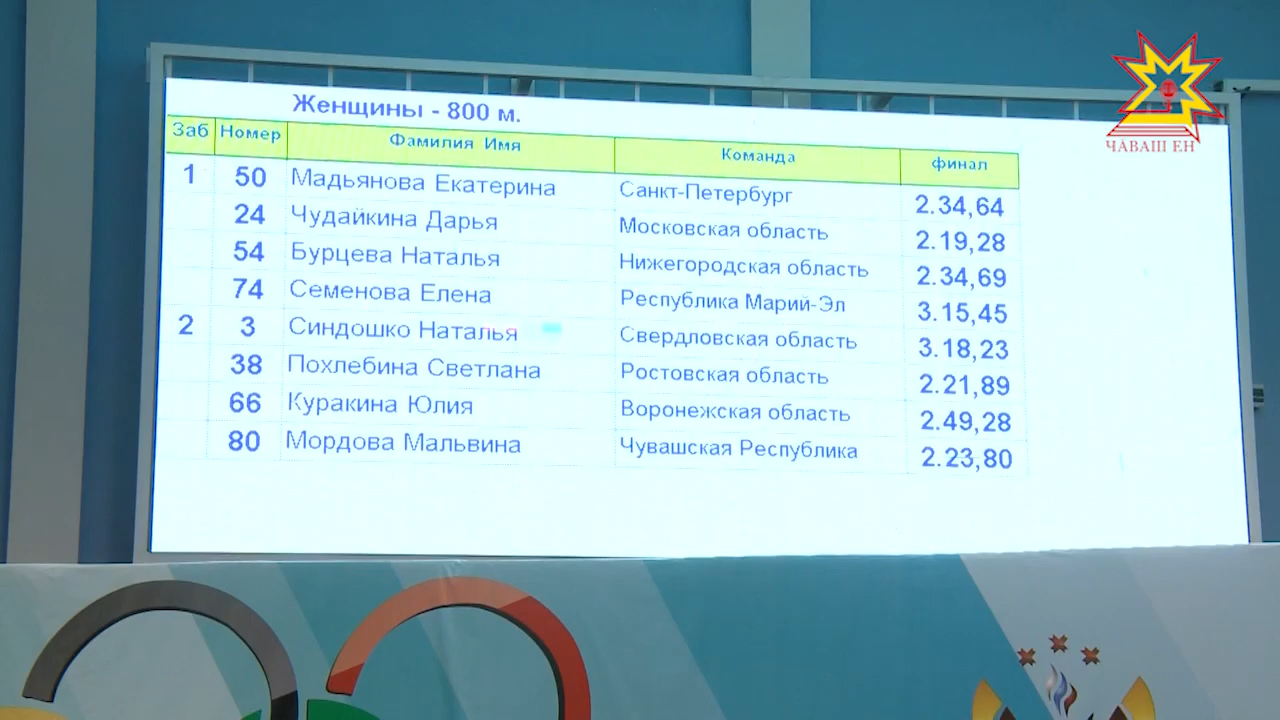 Женщины - 800 м.
Заб Номер Фамилия Имя Команда финал
1 50 Мадьянова Екатерина Санкт-Петербург 2.34,64
24 Чудайкина Дарья Московская область 2.19,28
54 Бурцева Наталья Нижегородская область 2.34,69
74 Семенова Елена Республика Марий-Эл 3.15,45
2 3 Синдошко Наталья Свердловская область 3.18,23
38 Похлебина Светлана Ростовская область 2.21,89
66 Куракина Юлия Воронежская область 2.49,28
80 Мордова Мальвина Чувашская Республика 2.23,80
ЧӐВАШ ЕН